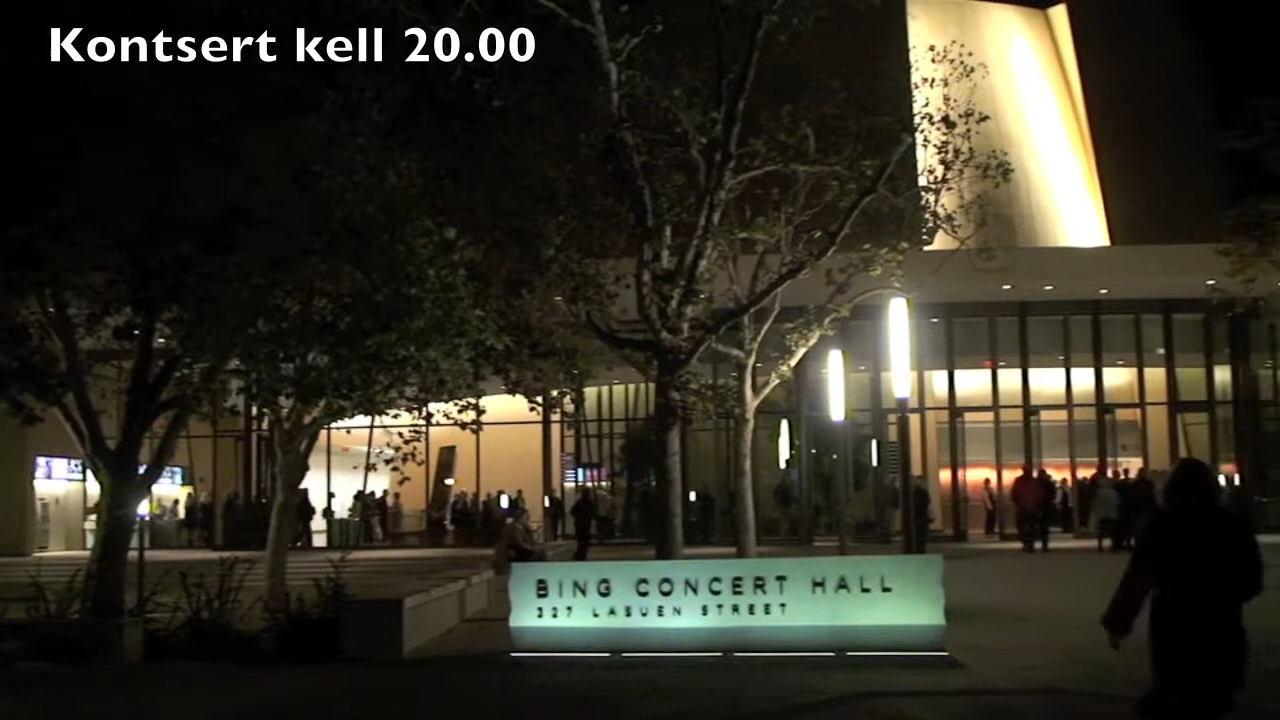 Kontsert kell 20.00
BING CONCERT HALL
327 LASUEN STREET